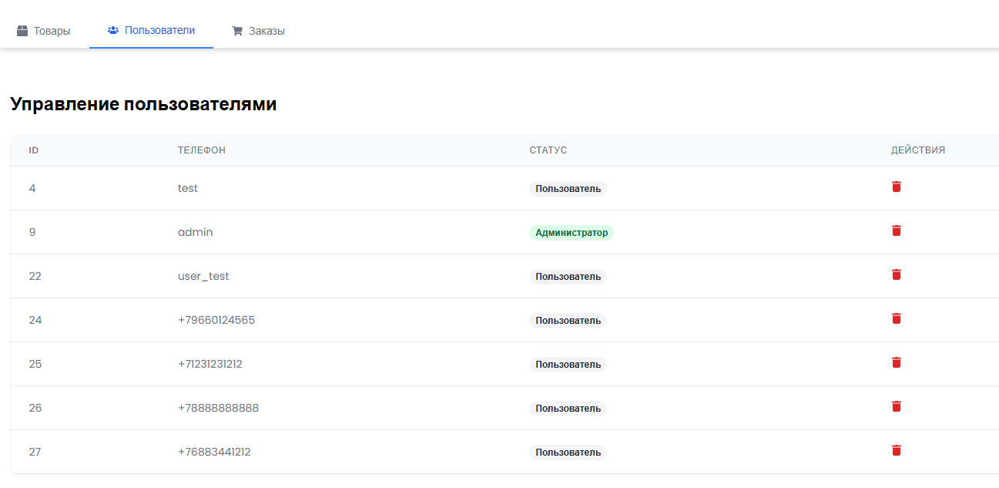 Товары Пользователи Заказы
Управление пользователями
ID ТЕЛЕФОН СТАТУС ДЕЙСТВИЯ
4 test Пользователь
9 admin Администратор
22 user_test Пользователь
24 +79660124565 Пользователь
25 +71231231212 Пользователь
26 +78888888888 Пользователь
27 +76883441212 Пользователь